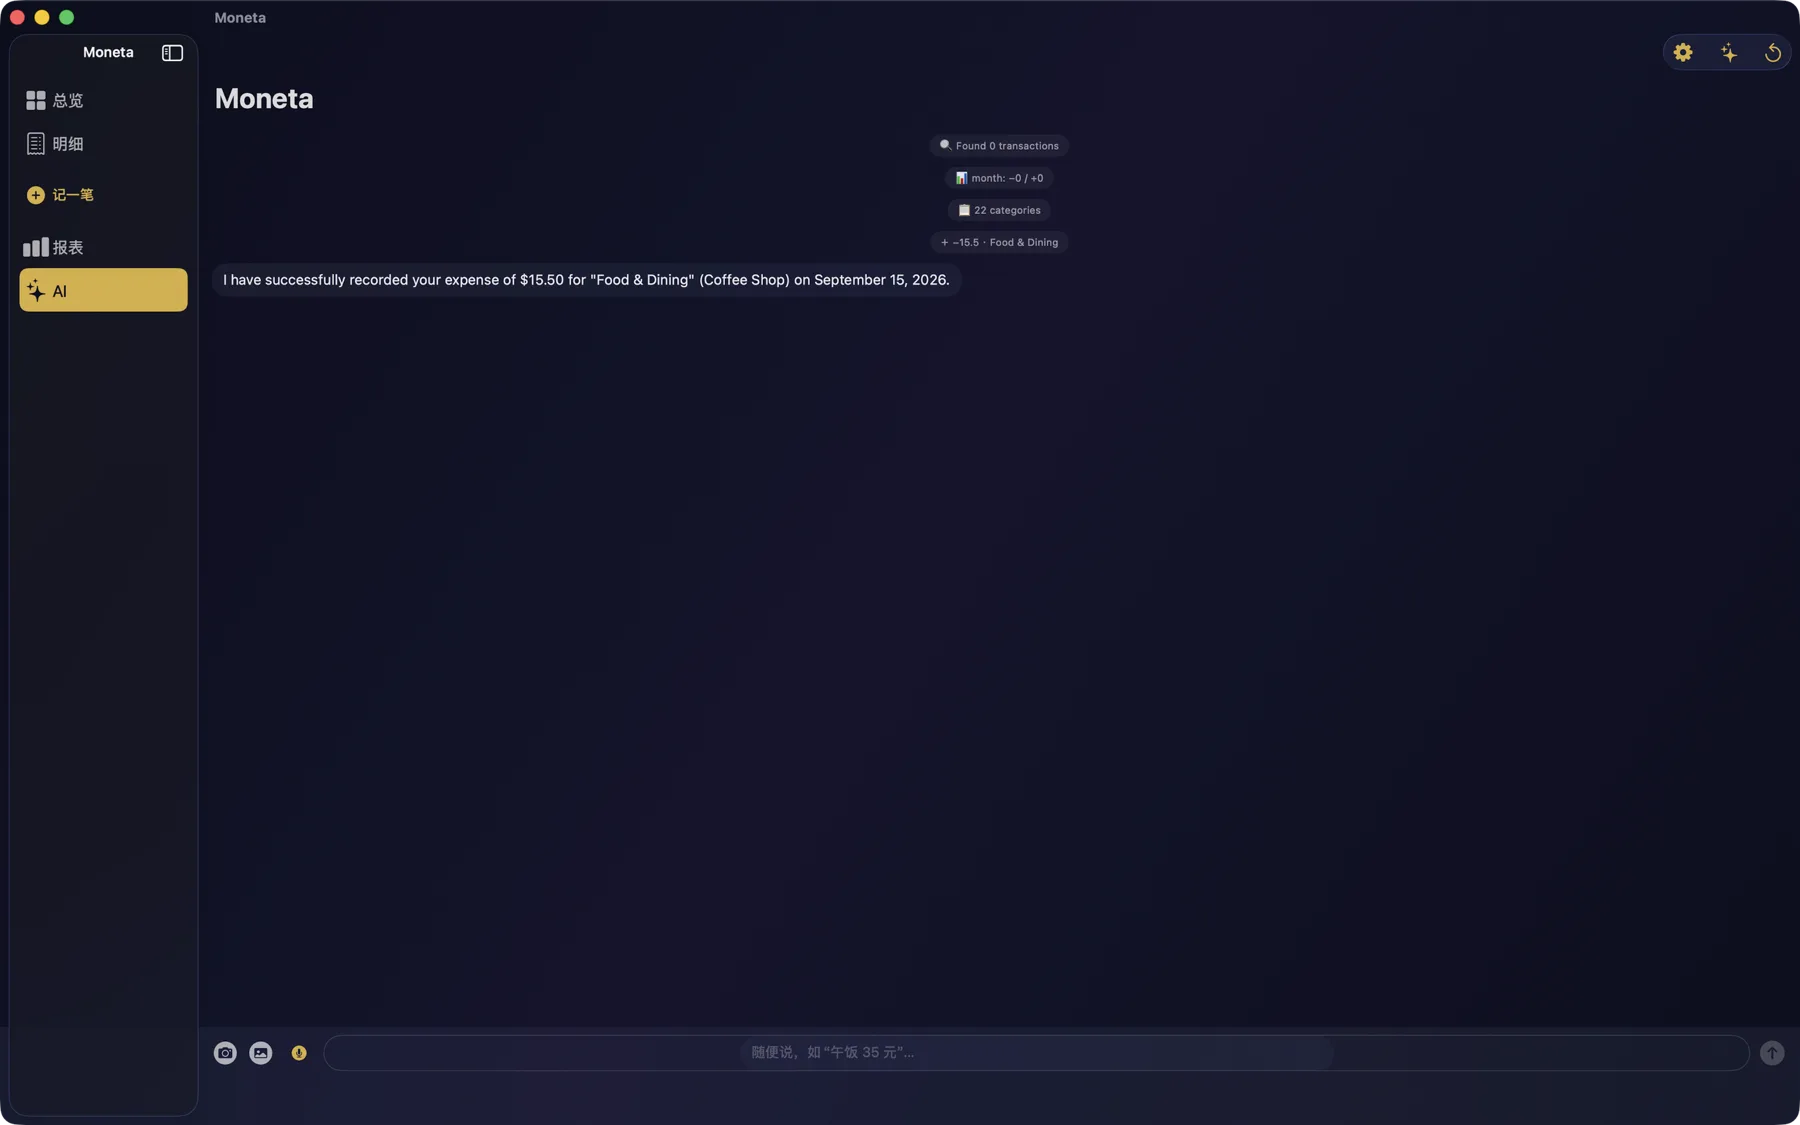 Moneta
Moneta
总览
明细
记一笔
报表
AI
Moneta
Found 0 transactions
month: −0 / +0
22 categories
+ −15.5 · Food & Dining
I have successfully recorded your expense of $15.50 for "Food & Dining" (Coffee Shop) on September 15, 2026.
随便说，如 “午饭 35 元”...